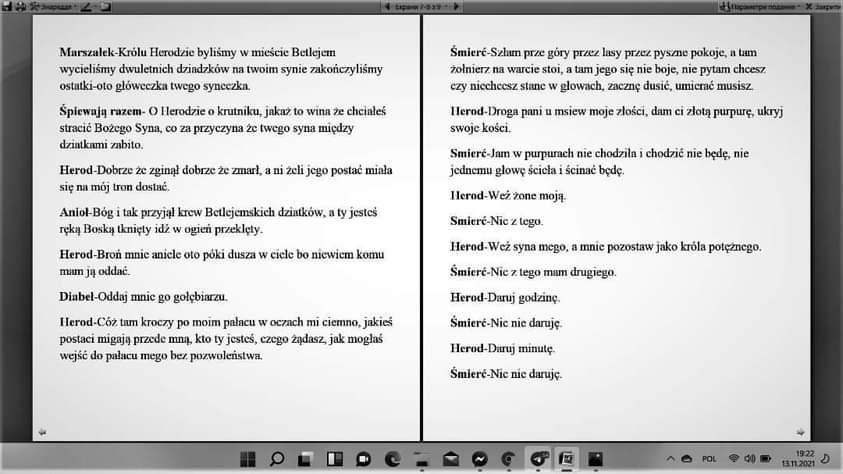 Знаряддя
Екрани 7-8 з 9
Параметри подання
Закрити
Marszałek-Królu Herodzie byliśmy w mieście Betlejem
wycieliśmy dwuletnich dziadzków na twoim synie zakończyliśmy
ostatki-oto główeczka twego syneczka.
Śpiewają razem- O Herodzie o krutniku, jakaż to wina że chciałeś
stracić Bożego Syna, co za przyczyna że twego syna między
dziatkami zabito.
Herod-Dobrze że zginął dobrze że zmarł, a ni żeli jego postać miała
się na mój tron dostać.
Anioł-Bóg i tak przyjął krew Betlejemskich dziatków, a ty jesteś
ręką Boską tknięty idź w ogień przeklęty.
Herod-Broń mnie aniele oto póki dusza w ciele bo niewiem komu
mam ją oddać.
Diabeł-Oddaj mnie go gołębiarzu.
Herod-Cóż tam kroczy po moim pałacu w oczach mi ciemno, jakieś
postaci migają przede mną, kto ty jesteś, czego żądasz, jak mogłaś
wejść do pałacu mego bez pozwoleństwa.
Śmierć-Szłam prze góry przez lasy przez pyszne pokoje, a tam
żołnierz na warcie stoi, a tam jego się nie boje, nie pytam chcesz
czy niechcesz stane w głowach, zacznę dusić, umierać musisz.
Herod-Droga pani u msiew moje złości, dam ci złotą purpurę, ukryj
swoje kości.
Smierć-Jam w purpurach nie chodziła i chodzić nie będę, nie
jednemu głowę ścieła i ścinać będę.
Herod-Weź żone moją.
Smierć-Nic z tego.
Herod-Weź syna mego, a mnie pozostaw jako króla potężnego.
Śmierć-Nic z tego mam drugiego.
Herod-Daruj godzinę.
Śmierć-Nic nie daruję.
Herod-Daruj minutę.
Śmierć-Nic nie daruję.
POL
19:22
13.11.2021